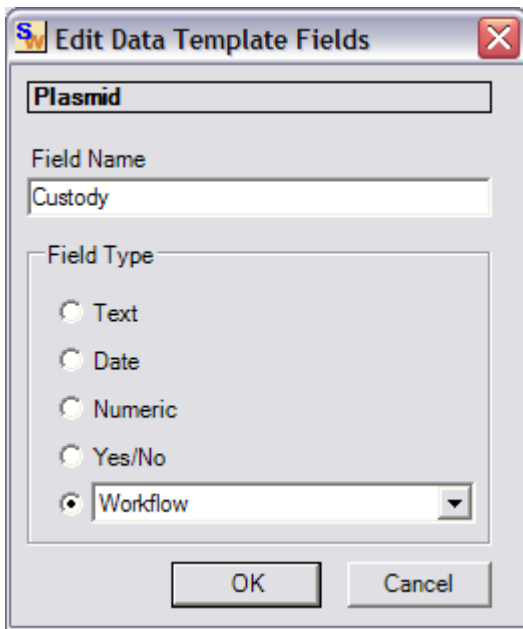 SW Edit Data Template Fields
Plasmid
Field Name
Custody
Field Type
Text
Date
Numeric
Yes/No
Workflow
OK Cancel